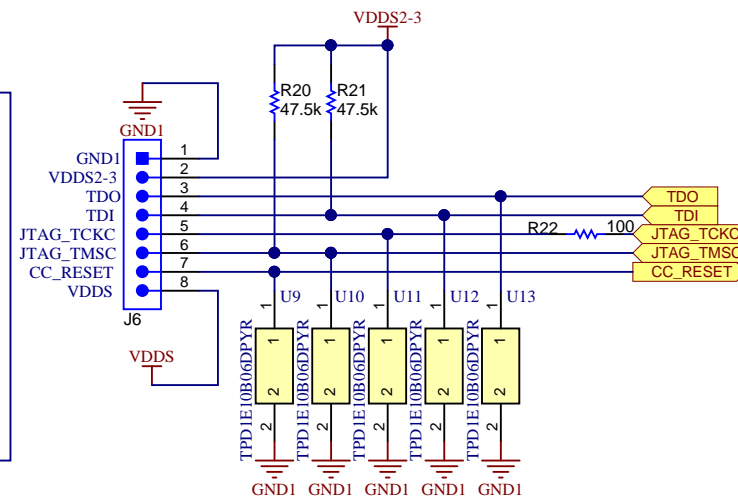 VDDS2-3
R20
47.5k
R21
47.5k
GND1
GND1
1
VDDS2-3
2
TDO
3
TDO
TDI
4
TDI
JTAG_TCKC
5
R22
100
JTAG_TCKC
JTAG_TMSC
6
JTAG_TMSC
CC_RESET
7
CC_RESET
VDDS
8
J6
VDDS
1
U9
1
U10
1
U11
1
U12
1
U13
TPD1E10B06DPYR
1
2
TPD1E10B06DPYR
1
2
TPD1E10B06DPYR
1
2
TPD1E10B06DPYR
1
2
TPD1E10B06DPYR
1
2
2
2
2
2
2
GND1
GND1
GND1
GND1
GND1